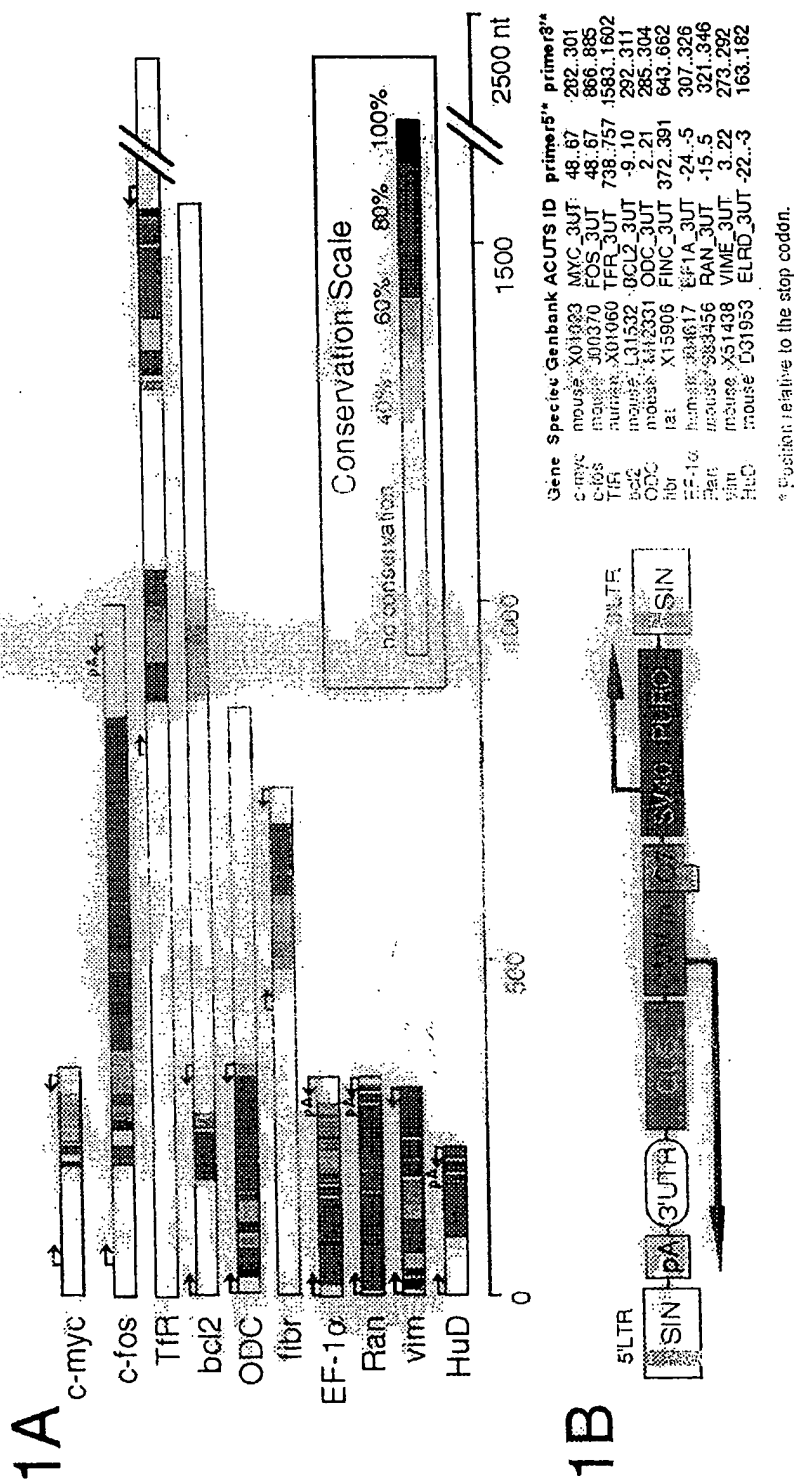 1A
c-myc
c-fos
pA
TfR
bcl2
ODC
fibr
EF-1α
pA
Ran
pA
vim
HuD
pA
0
500
1000
1500
2500 nt
Conservation Scale
no conservation 40% 60% 80% 100%
1B
5'LTR
SIN
pA
3'UTR
SV40 PURO
SIN
Gene Species Genbank ACUTS ID primer5'* primer3'*
c-myc mouse MYC_3UT 48..67 282..301
c-fos mouse J00370 FOS_3UT 48..67 866..885
TfR human X01060 TFR_3UT 738..757 1583..1602
bcl2 mouse L31532 BCL2_3UT -9..10 292..311
ODC mouse ODC_3UT 2..21 285..304
fibr rat X15906 FINC_3UT 372..391 643..662
EF-1α human EF1A_3UT -24..-5 307..326
Ran mouse RAN_3UT -15..5 321..346
vim mouse X51438 VIME_3UT 3..22 273..292
HuD mouse D31953 ELRD_3UT -22..-3 163..182
* Position relative to the stop codon.